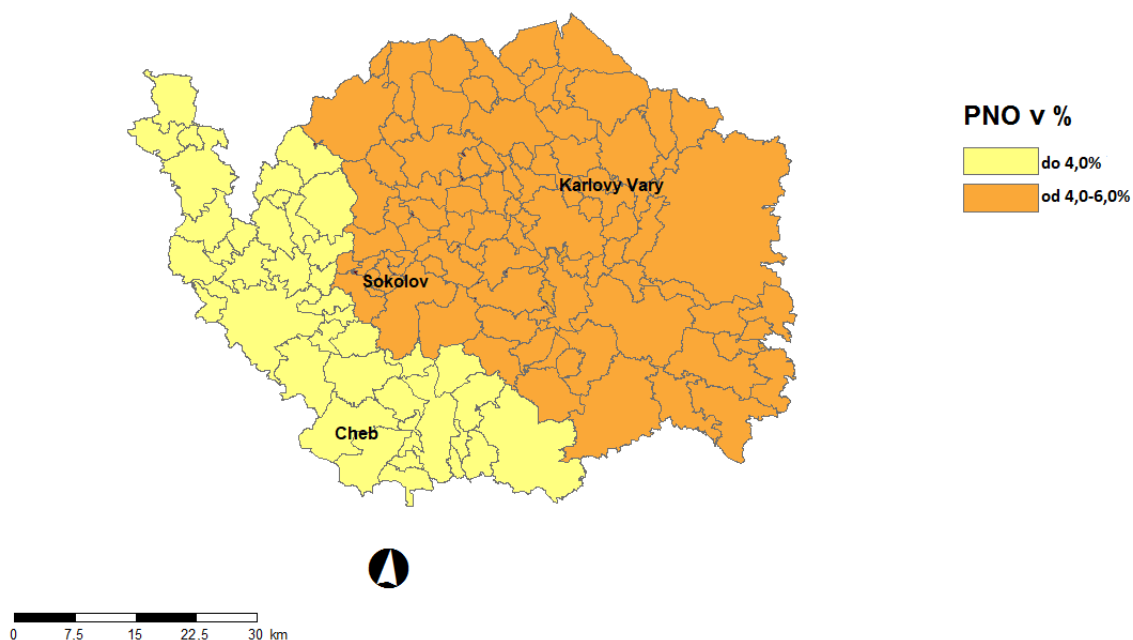 PNO v %
do 4,0%
od 4,0-6,0%
Karlovy Vary
Sokolov
Cheb
0 7.5 15 22.5 30 km